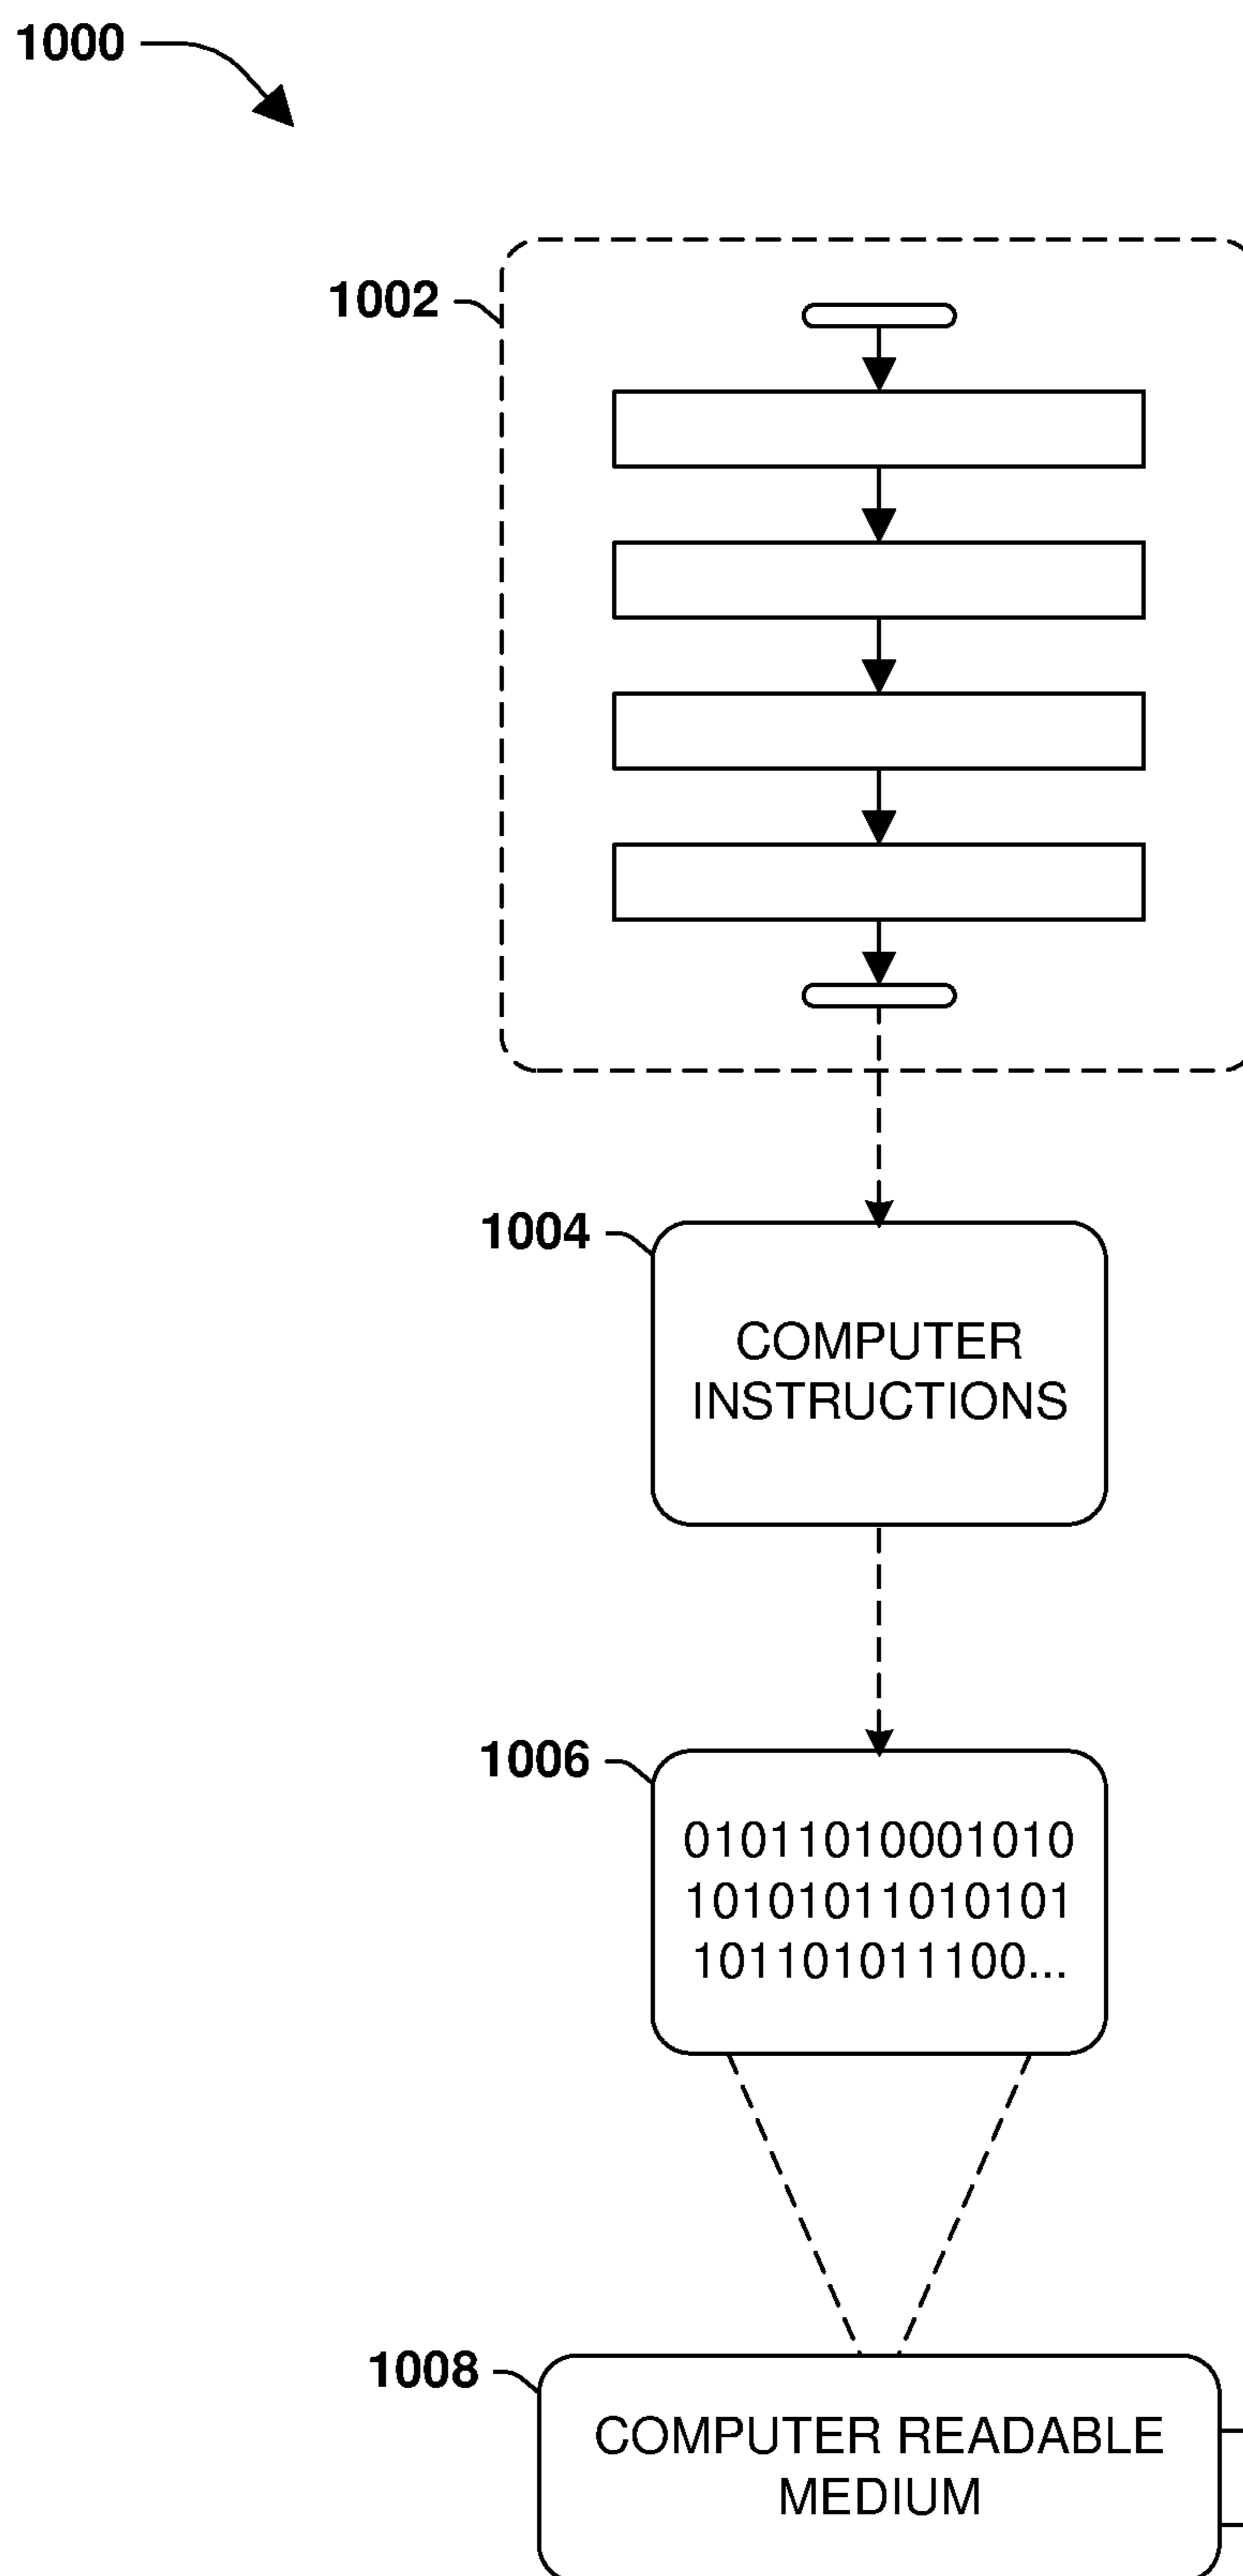 1000
1002
1004
COMPUTER
INSTRUCTIONS
1006
01011010001010
10101011010101
101101011100...
1008
COMPUTER READABLE
MEDIUM